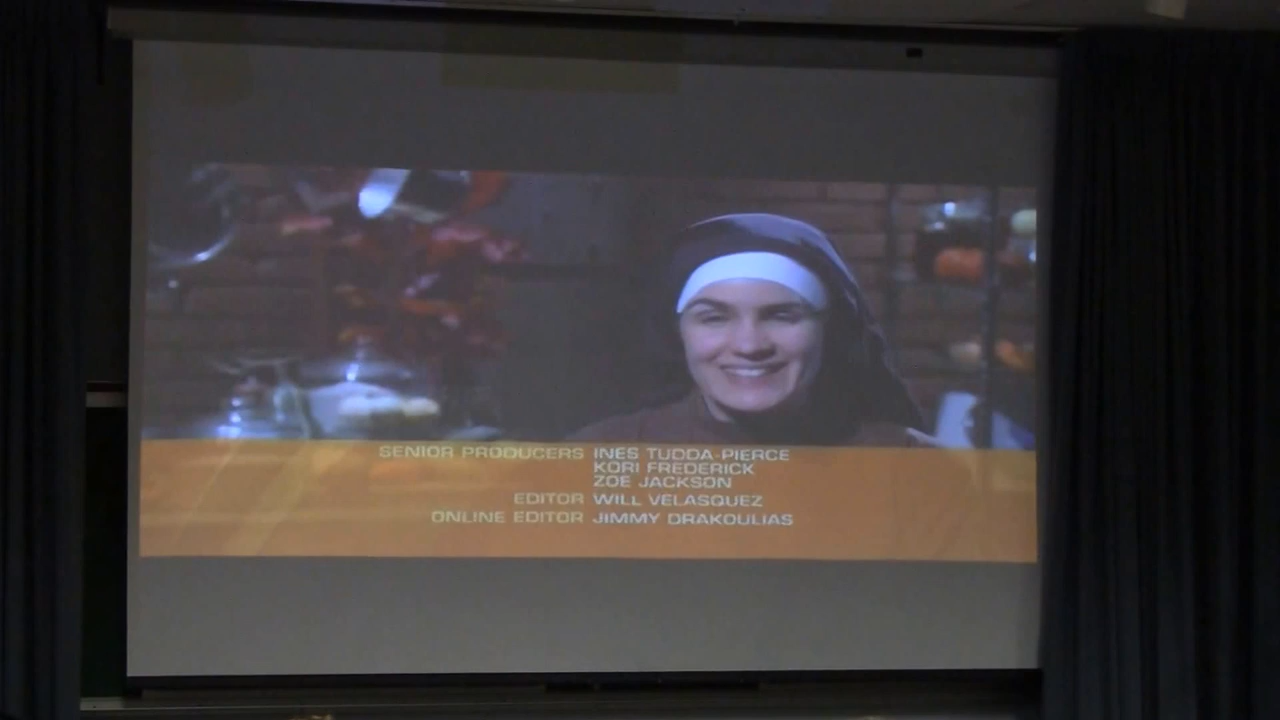 SENIOR PRODUCERS INES TUDDA-PIERCE
KORI FREDERICK
ZOE JACKSON
EDITOR WILL VELASQUEZ
ONLINE EDITOR JIMMY DRAKOULIAS